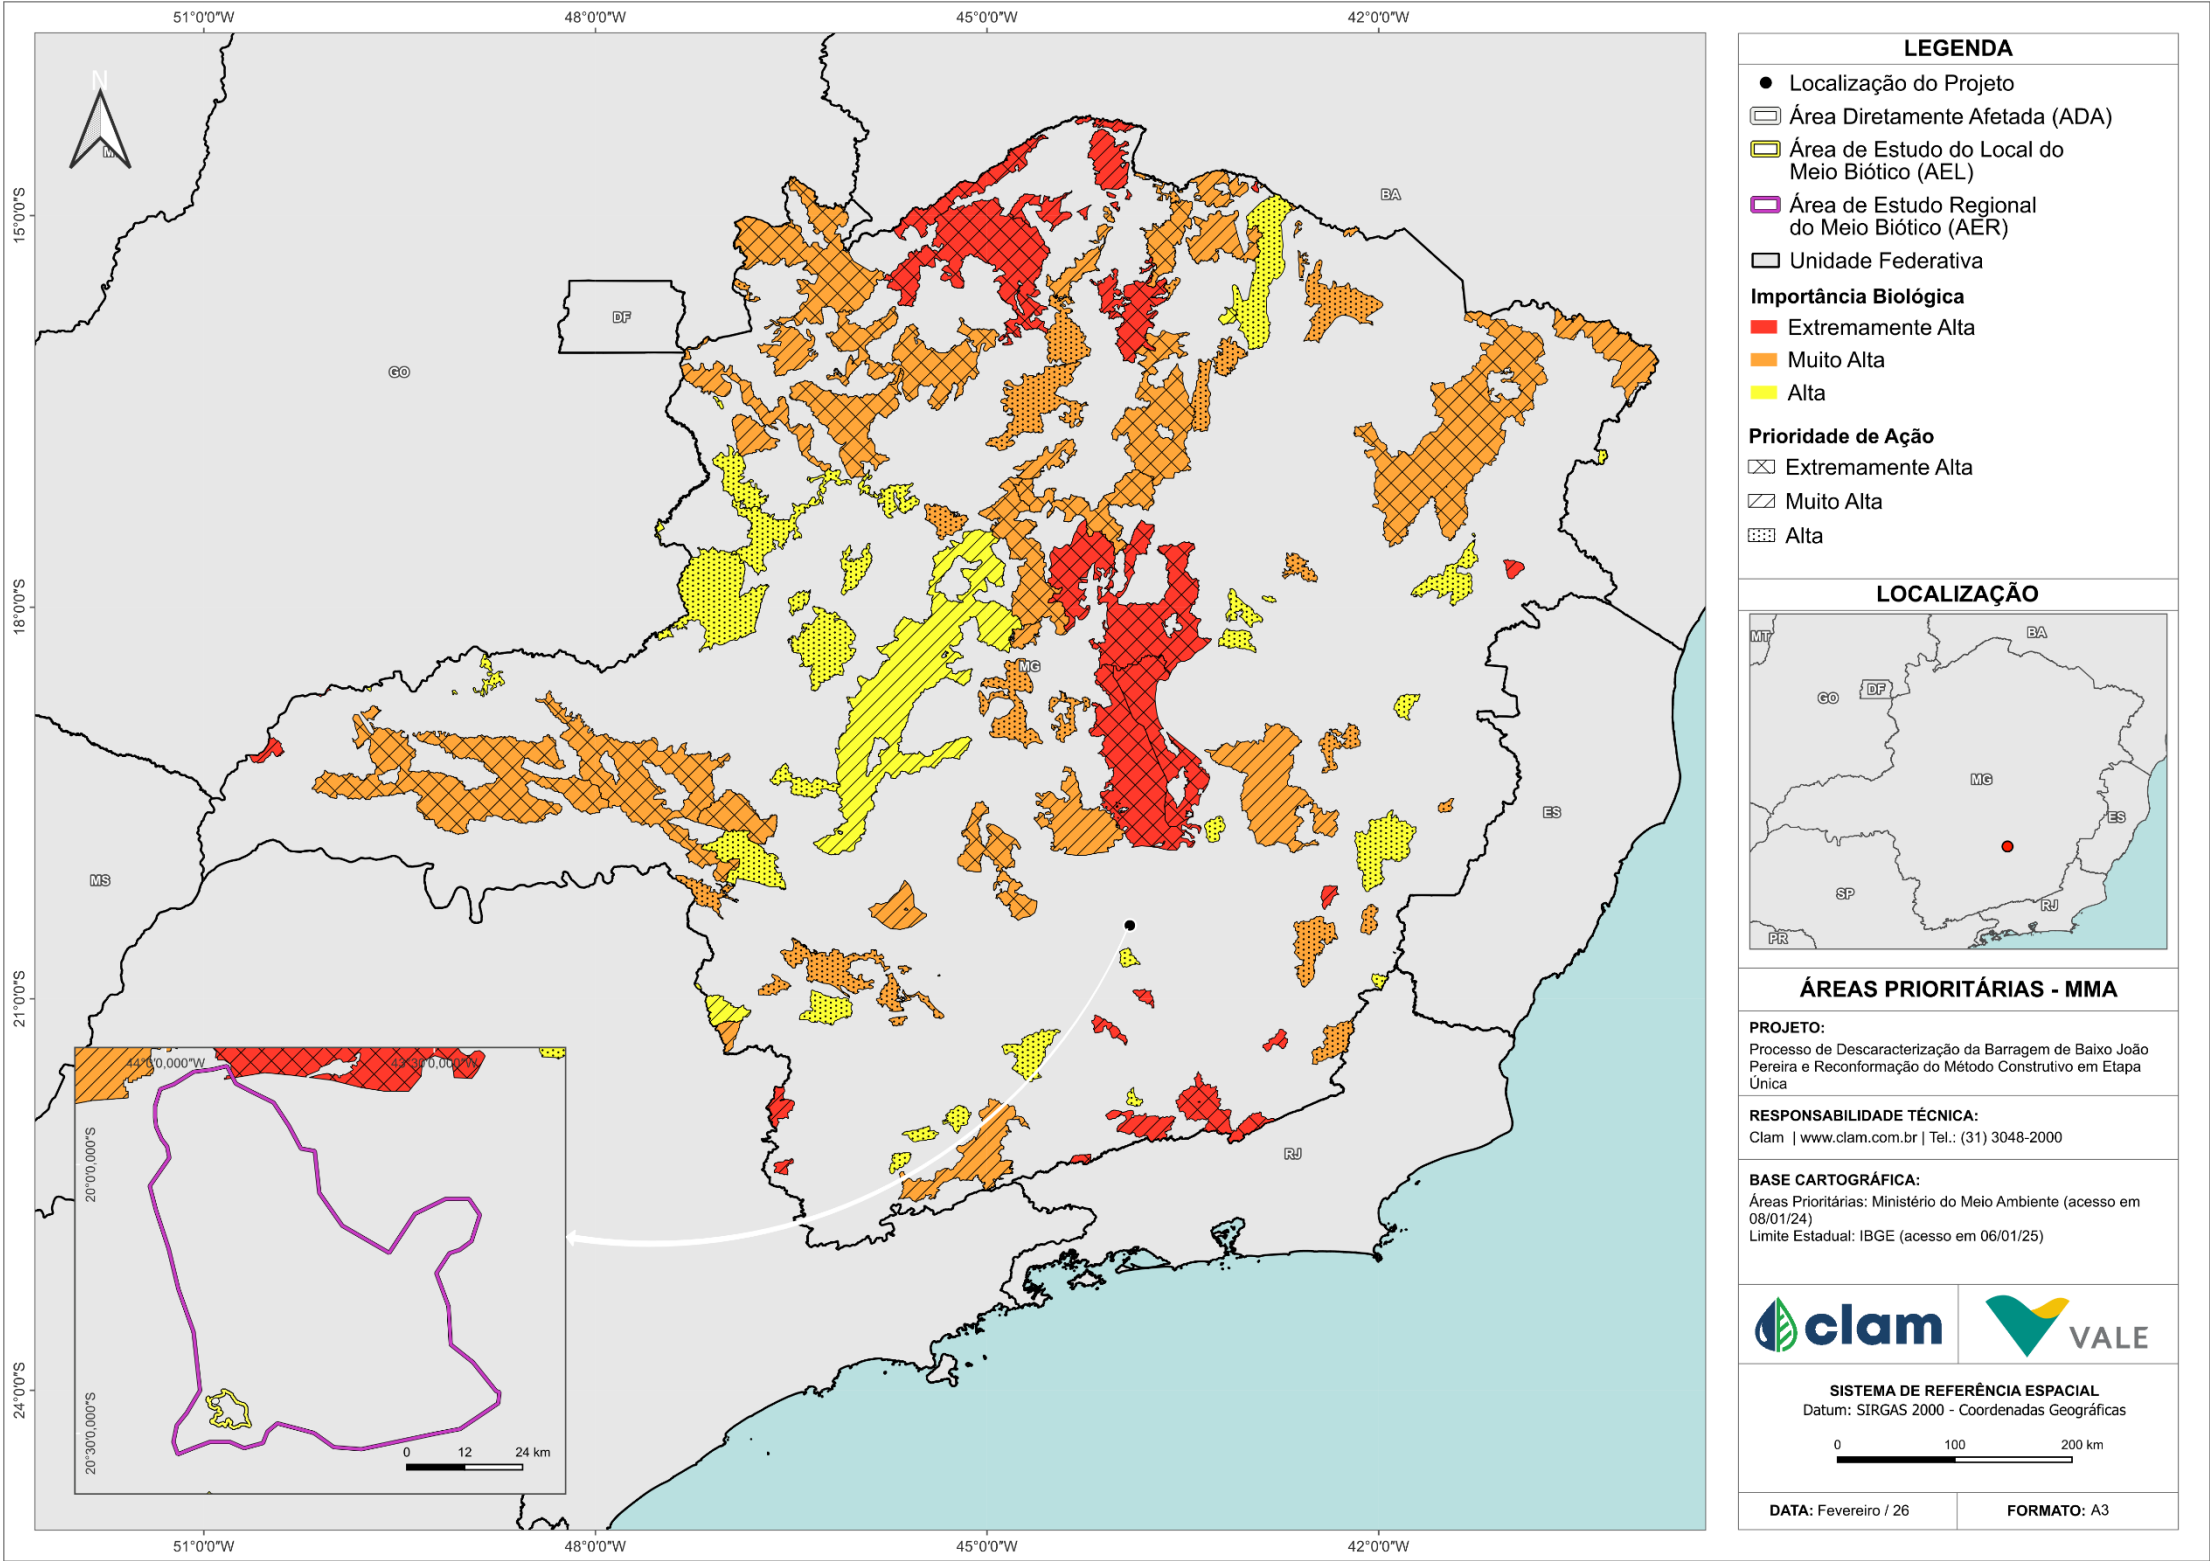 51°0'0"W
48°0'0"W
45°0'0"W
42°0'0"W
N
15°0'0"S
18°0'0"S
21°0'0"S
24°0'0"S
BA
DF
GO
MG
ES
MS
RJ
44°0'0,000"W
43°30'0,000"W
20°0'0,000"S
20°30'0,000"S
0 12 24 km
51°0'0"W
48°0'0"W
45°0'0"W
42°0'0"W
LEGENDA
Localização do Projeto
Área Diretamente Afetada (ADA)
Área de Estudo do Local do
Meio Biótico (AEL)
Área de Estudo Regional
do Meio Biótico (AER)
Unidade Federativa
Importância Biológica
Extremamente Alta
Muito Alta
Alta
Prioridade de Ação
Extremamente Alta
Muito Alta
Alta
LOCALIZAÇÃO
MT
BA
GO
DF
MG
ES
SP
RJ
PR
ÁREAS PRIORITÁRIAS - MMA
PROJETO:
Processo de Descaracterização da Barragem de Baixo João
Pereira e Reconformação do Método Construtivo em Etapa
Única
RESPONSABILIDADE TÉCNICA:
Clam | www.clam.com.br | Tel.: (31) 3048-2000
BASE CARTOGRÁFICA:
Áreas Prioritárias: Ministério do Meio Ambiente (acesso em
08/01/24)
Limite Estadual: IBGE (acesso em 06/01/25)
clam
VALE
SISTEMA DE REFERÊNCIA ESPACIAL
Datum: SIRGAS 2000 - Coordenadas Geográficas
0 100 200 km
DATA: Fevereiro / 26
FORMATO: A3